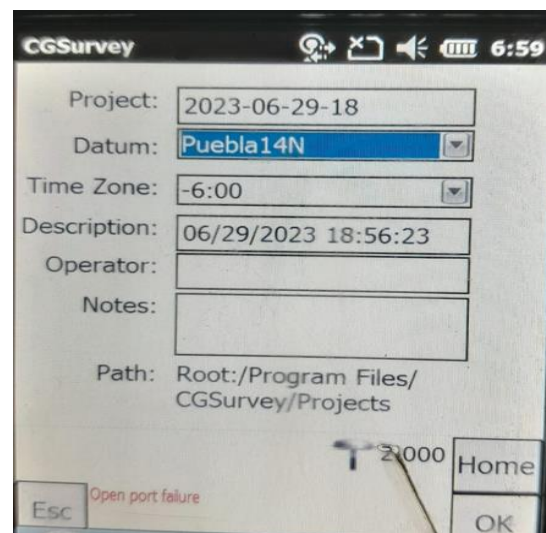 CGSurvey 6:59
Project: 2023-06-29-18
Datum: Puebla14N
Time Zone: -6:00
Description: 06/29/2023 18:56:23
Operator:
Notes:
Path: Root:/Program Files/
CGSurvey/Projects
2.000 Home
Esc Open port failure OK